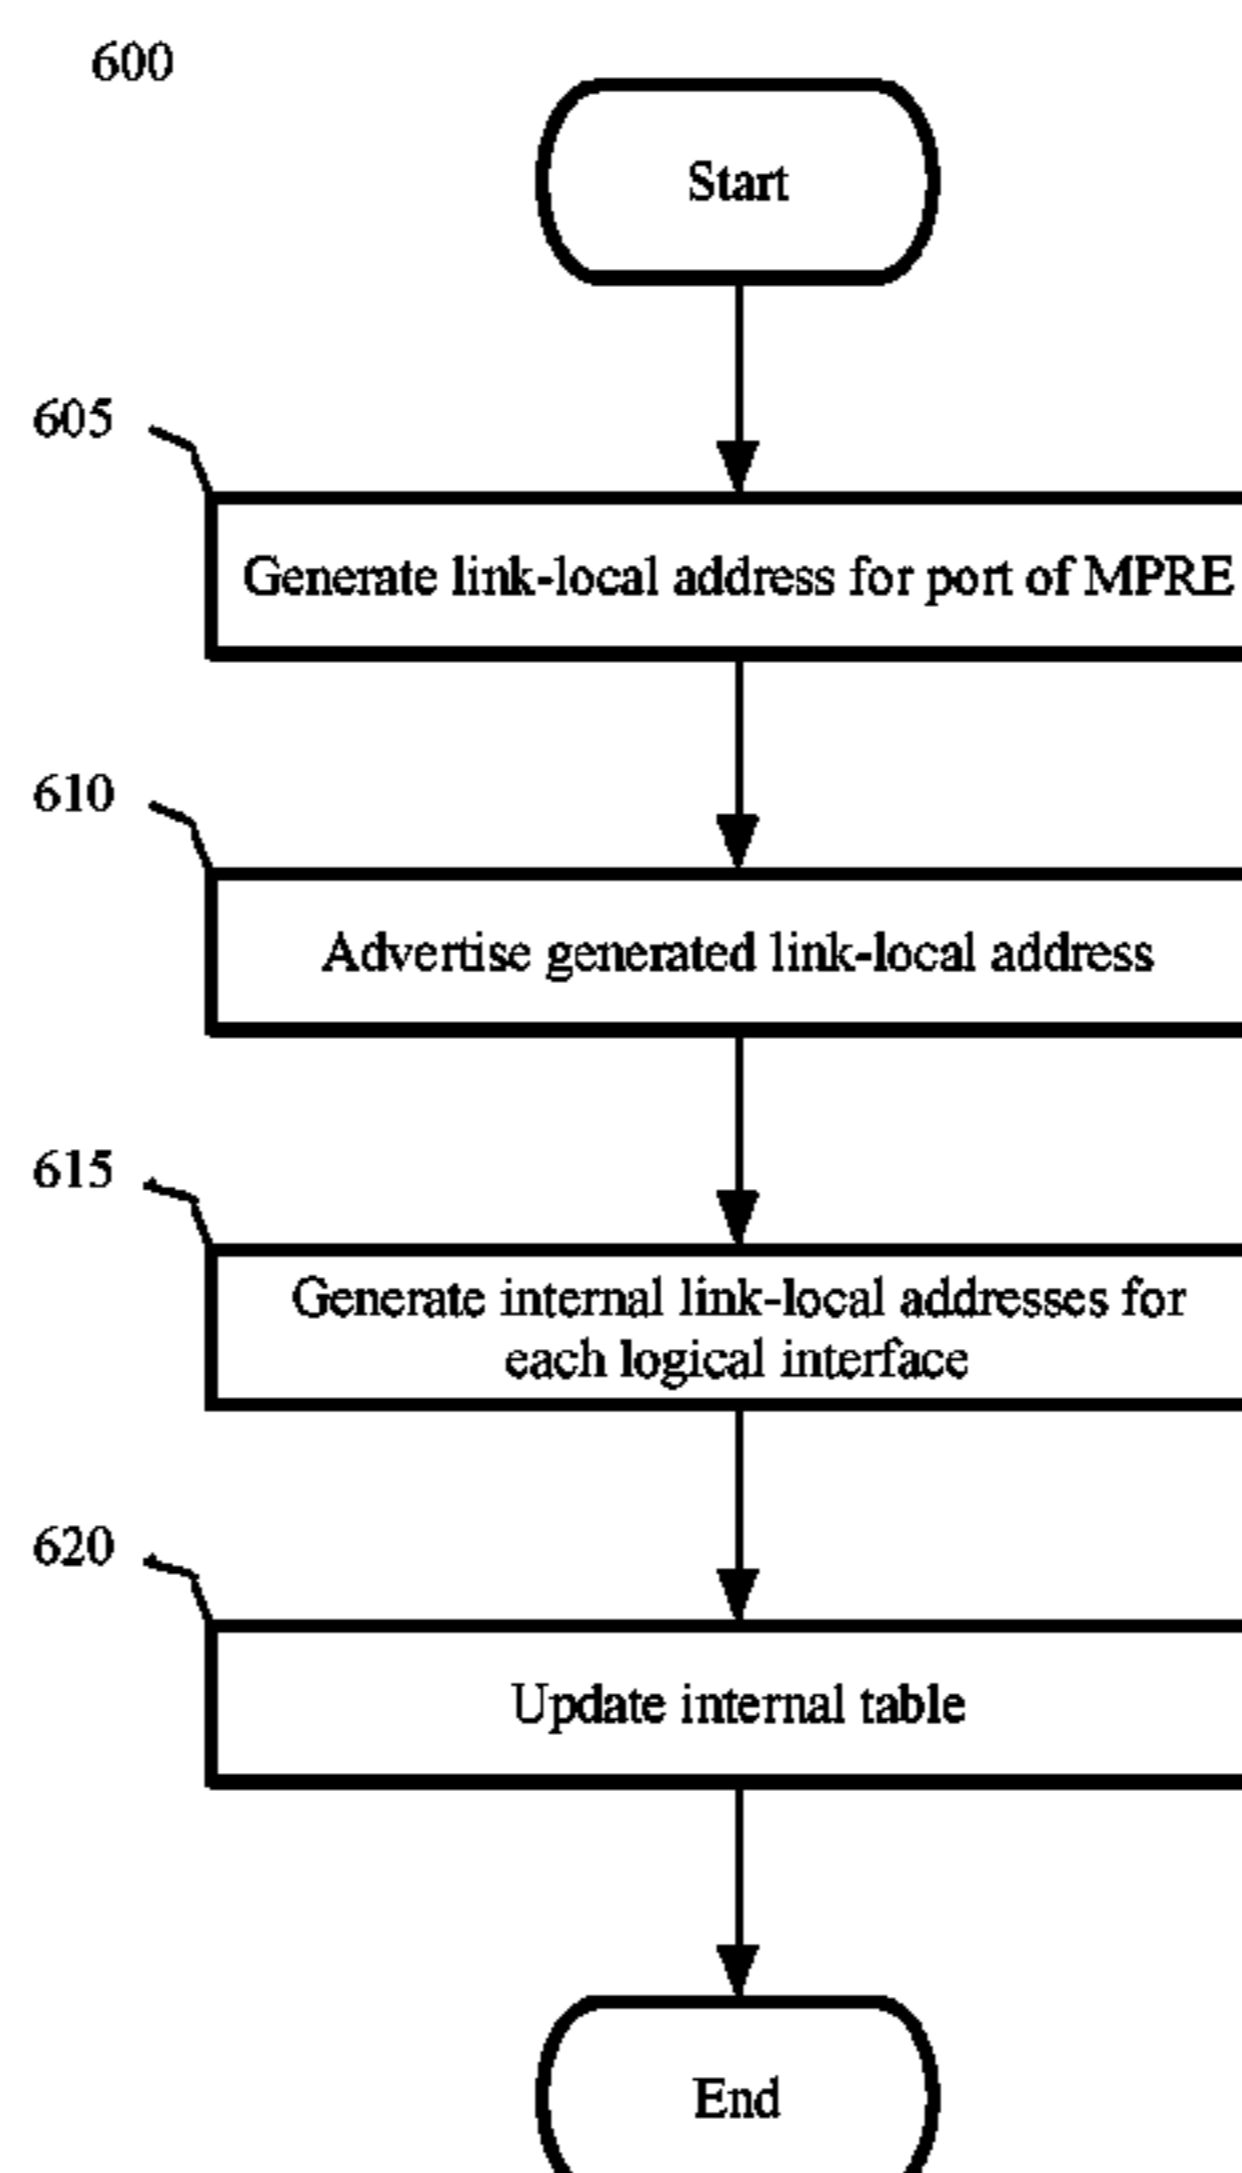 600
Start
605
Generate link-local address for port of MPRE
610
Advertise generated link-local address
615
Generate internal link-local addresses for
each logical interface
620
Update internal table
End